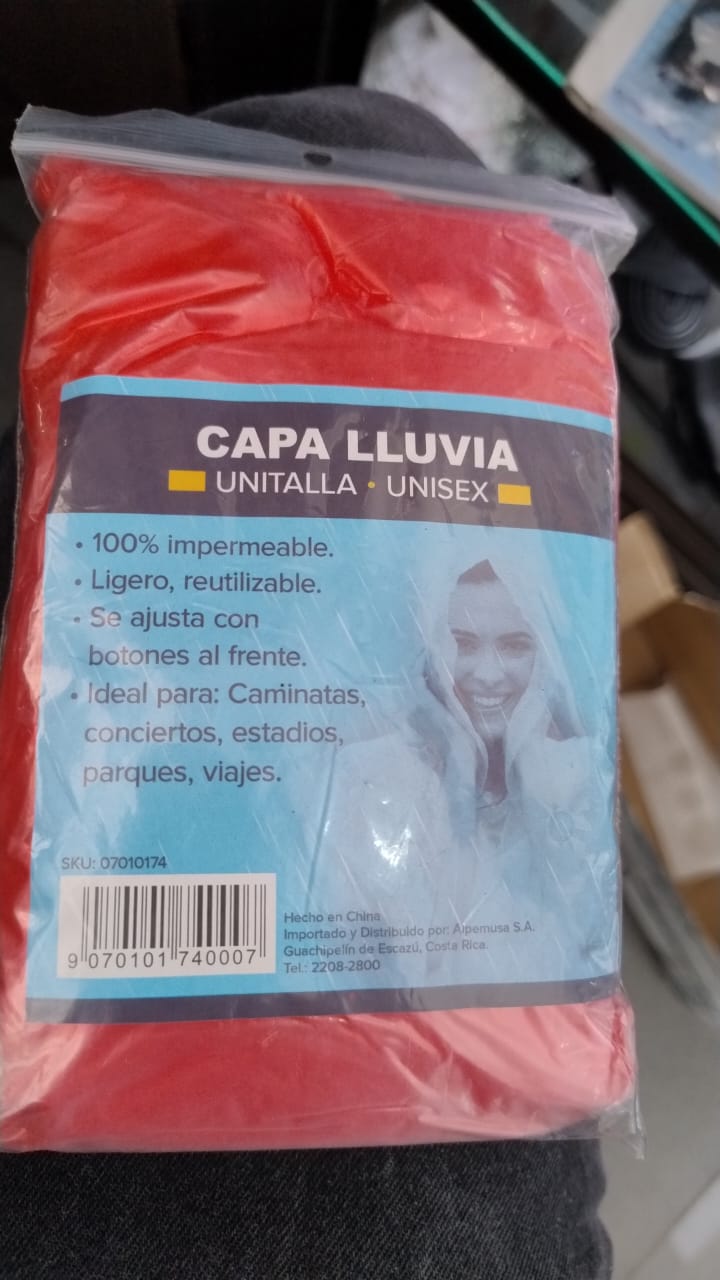 CAPA LLUVIA
UNITALLA • UNISEX
• 100% impermeable.
• Ligero, reutilizable.
• Se ajusta con
botones al frente.
• Ideal para: Caminatas,
conciertos, estadios,
parques, viajes.
SKU: 07010174
9 070101 740007
Hecho en China
Importado y Distribuido por: Alpemusa S.A.
Guachipelín de Escazú, Costa Rica.
Tel.: 2208-2800